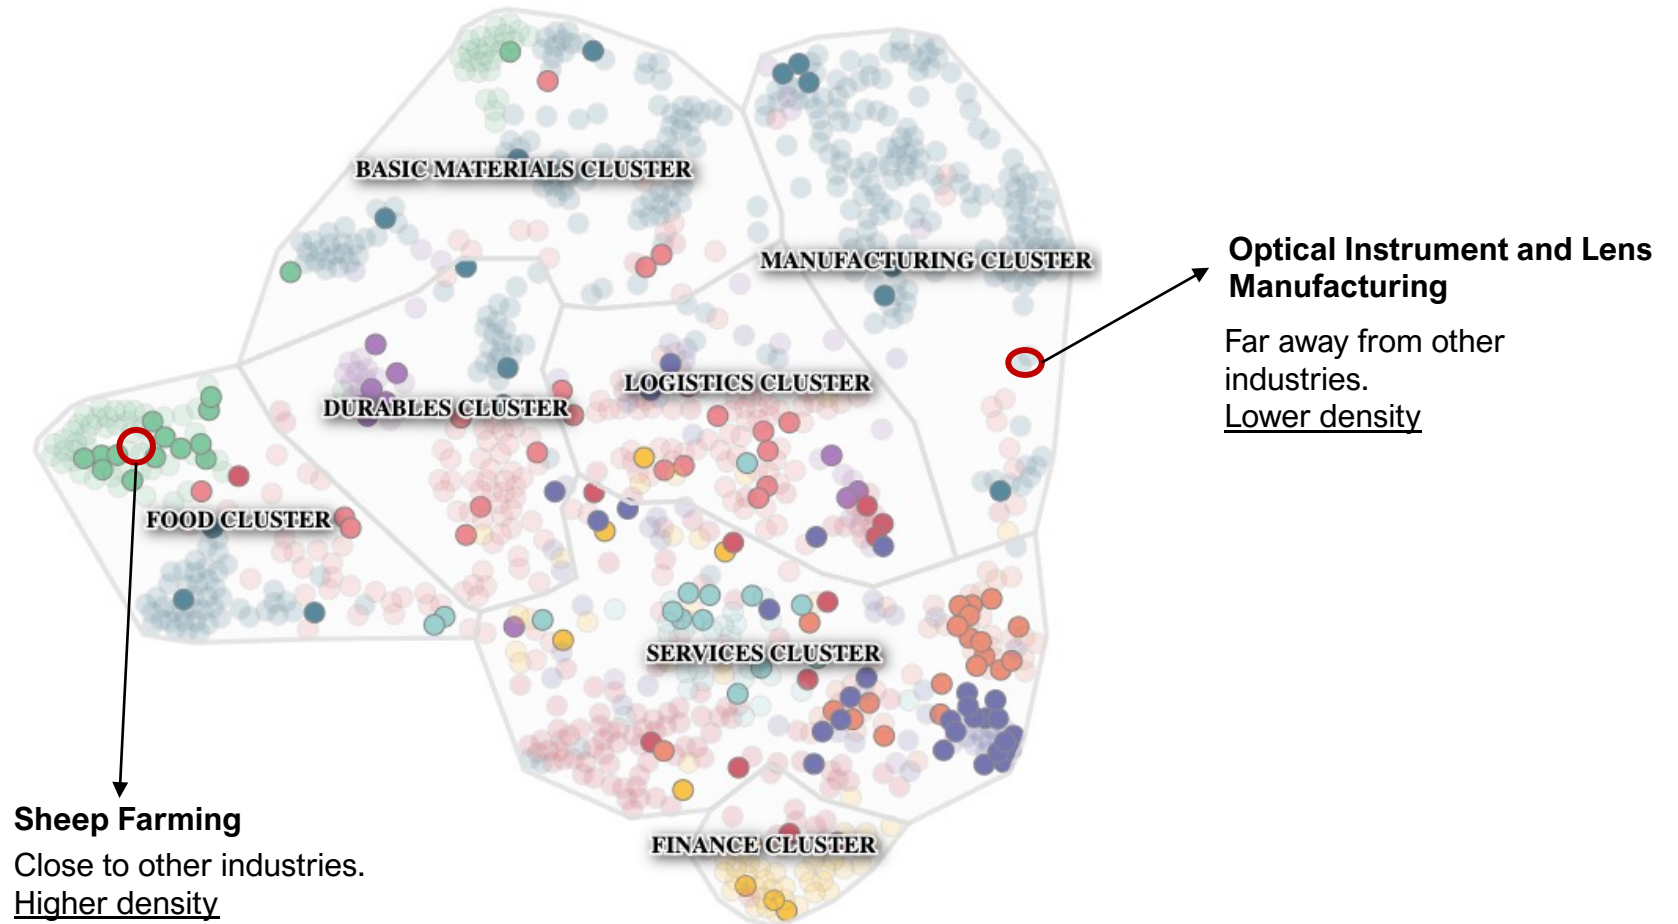 BASIC MATERIALS CLUSTER
MANUFACTURING CLUSTER
Optical Instrument and Lens
Manufacturing
Far away from other
industries.
Lower density
LOGISTICS CLUSTER
DURABLES CLUSTER
FOOD CLUSTER
SERVICES CLUSTER
Sheep Farming
Close to other industries.
Higher density
FINANCE CLUSTER